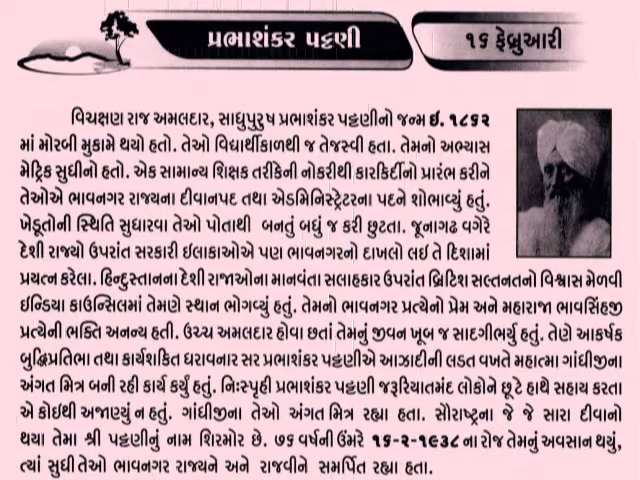 પ્રભાશંકર પટ્ટણી
૧૬ ફેબ્રુઆરી
વિચક્ષણ રાજ અમલદાર, સાધુપુરુષ પ્રભાશંકર પટ્ટણીનો જન્મ ઇ. ૧૮૬૨
માં મોરબી મુકામે થયો હતો. તેઓ વિદ્યાર્થીકાળથી જ તેજસ્વી હતા. તેમનો અભ્યાસ
મેટ્રિક સુધીનો હતો. એક સામાન્ય શિક્ષક તરીકેની નોકરીથી કારકિર્દીનો પ્રારંભ કરીને
તેઓએ ભાવનગર રાજ્યના દીવાનપદ તથા એડમિનિસ્ટ્રેટરના પદને શોભાવ્યું હતું.
ખેડૂતોની સ્થિતિ સુધારવા તેઓ પોતાથી બનતું બધું જ કરી છુટતા. જૂનાગઢ વગેરે
દેશી રાજ્યો ઉપરાંત સરકારી ઇલાકાઓએ પણ ભાવનગરનો દાખલો લઇ તે દિશામાં
પ્રયત્ન કરેલા. હિન્દુસ્તાનના દેશી રાજાઓના માનવંતા સલાહકાર ઉપરાંત બ્રિટિશ સલ્તનતનો વિશ્વાસ મેળવી
ઇન્ડિયા કાઉન્સિલમાં તેમણે સ્થાન ભોગવ્યું હતું. તેમનો ભાવનગર પ્રત્યેનો પ્રેમ અને મહારાજા ભાવસિંહજી
પ્રત્યેની ભક્તિ અનન્ય હતી. ઉચ્ચ અમલદાર હોવા છતાં તેમનું જીવન ખૂબ જ સાદગીભર્યુ હતું. તેણે આકર્ષક
બુદ્ધિપ્રતિભા તથા કાર્યશકિત ધરાવનાર સર પ્રભાશંકર પટ્ટણીએ આઝાદીની લડત વખતે મહાત્મા ગાંધીજીના
અંગત મિત્ર બની રહી કાર્ય કર્યું હતું. નિઃસ્પૃહી પ્રભાશંકર પટ્ટણી જરૂરિયાતમંદ લોકોને છૂટે હાથે સહાય કરતા
એ કોઇથી અજાણ્યું ન હતું. ગાંધીજીના તેઓ અંગત મિત્ર રહ્યા હતા. સૌરાષ્ટ્રના જે જે સારા દીવાનો
થયા તેમા શ્રી પટ્ટણીનું નામ શિરમોર છે. ૭૬ વર્ષની ઉંમરે ૧૬-૨-૧૯૩૮ ના રોજ તેમનું અવસાન થયું,
ત્યાં સુધી તેઓ ભાવનગર રાજ્યને અને રાજવીને સમર્પિત રહ્યા હતા.